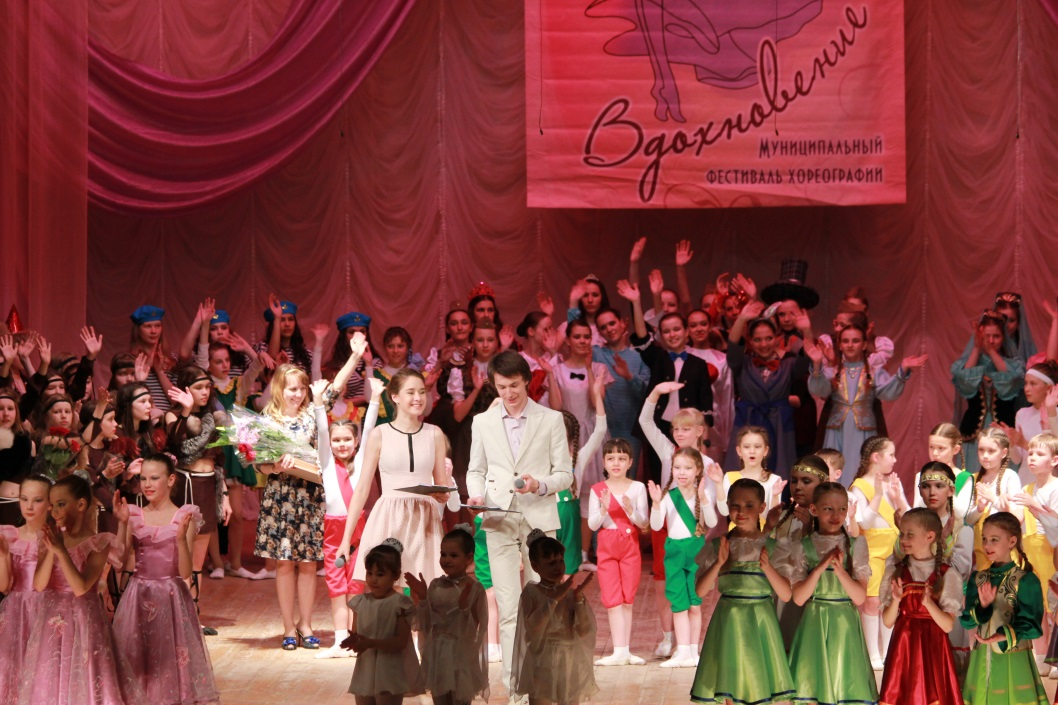 Вдохновение
Муниципальный
фестиваль хореографии